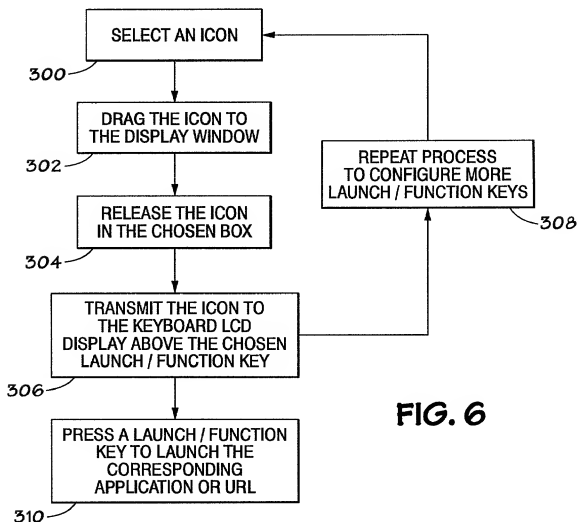 SELECT AN ICON
300
DRAG THE ICON TO
THE DISPLAY WINDOW
302
RELEASE THE ICON
IN THE CHOSEN BOX
304
TRANSMIT THE ICON TO
THE KEYBOARD LCD
DISPLAY ABOVE THE CHOSEN
LAUNCH / FUNCTION KEY
306
REPEAT PROCESS
TO CONFIGURE MORE
LAUNCH / FUNCTION KEYS
308
PRESS A LAUNCH / FUNCTION
KEY TO LAUNCH THE
CORRESPONDING
APPLICATION OR URL
310
FIG. 6